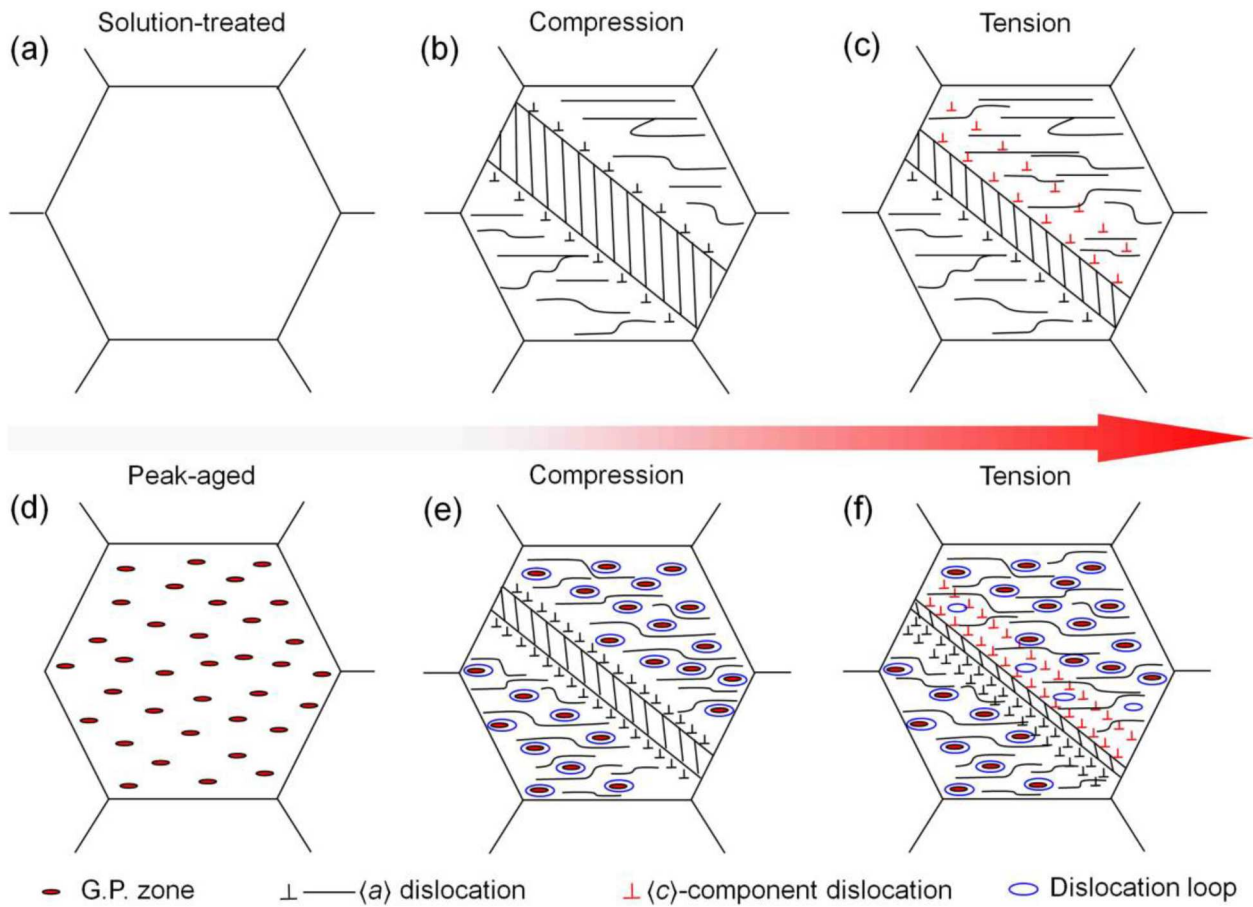 Solution-treated
Compression
Tension
(a)
(b)
(c)
Peak-aged
Compression
Tension
(d)
(e)
(f)
G.P. zone
⟨a⟩ dislocation
⟨c⟩-component dislocation
Dislocation loop